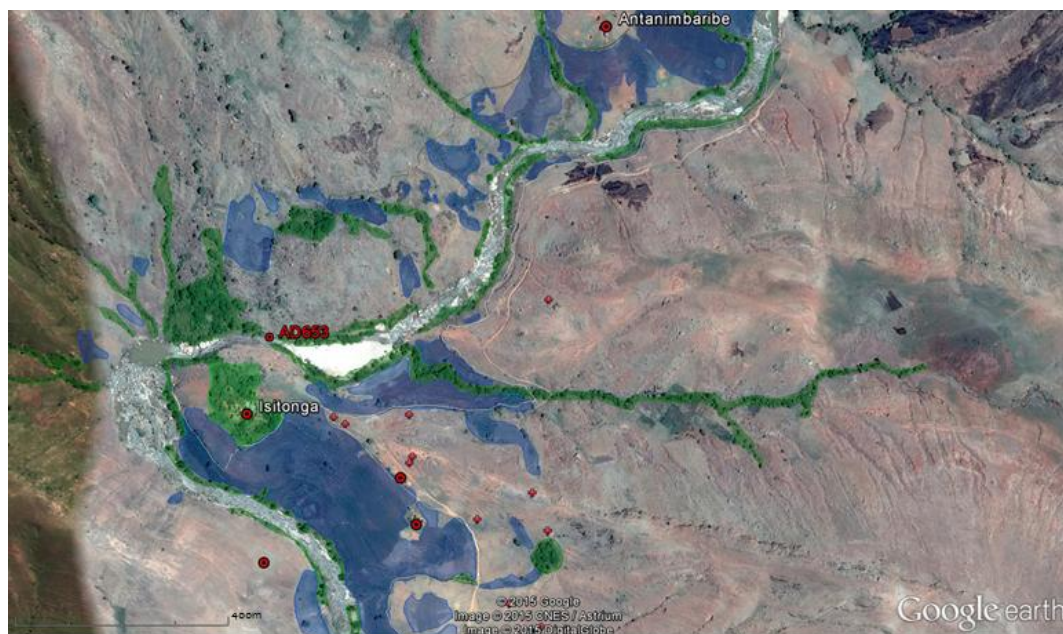 Antanimbaribe
AD653
Isitonga
400m
© 2015 Google
Image © 2015 CNES / Astrium
Image © 2015 DigitalGlobe
Google earth